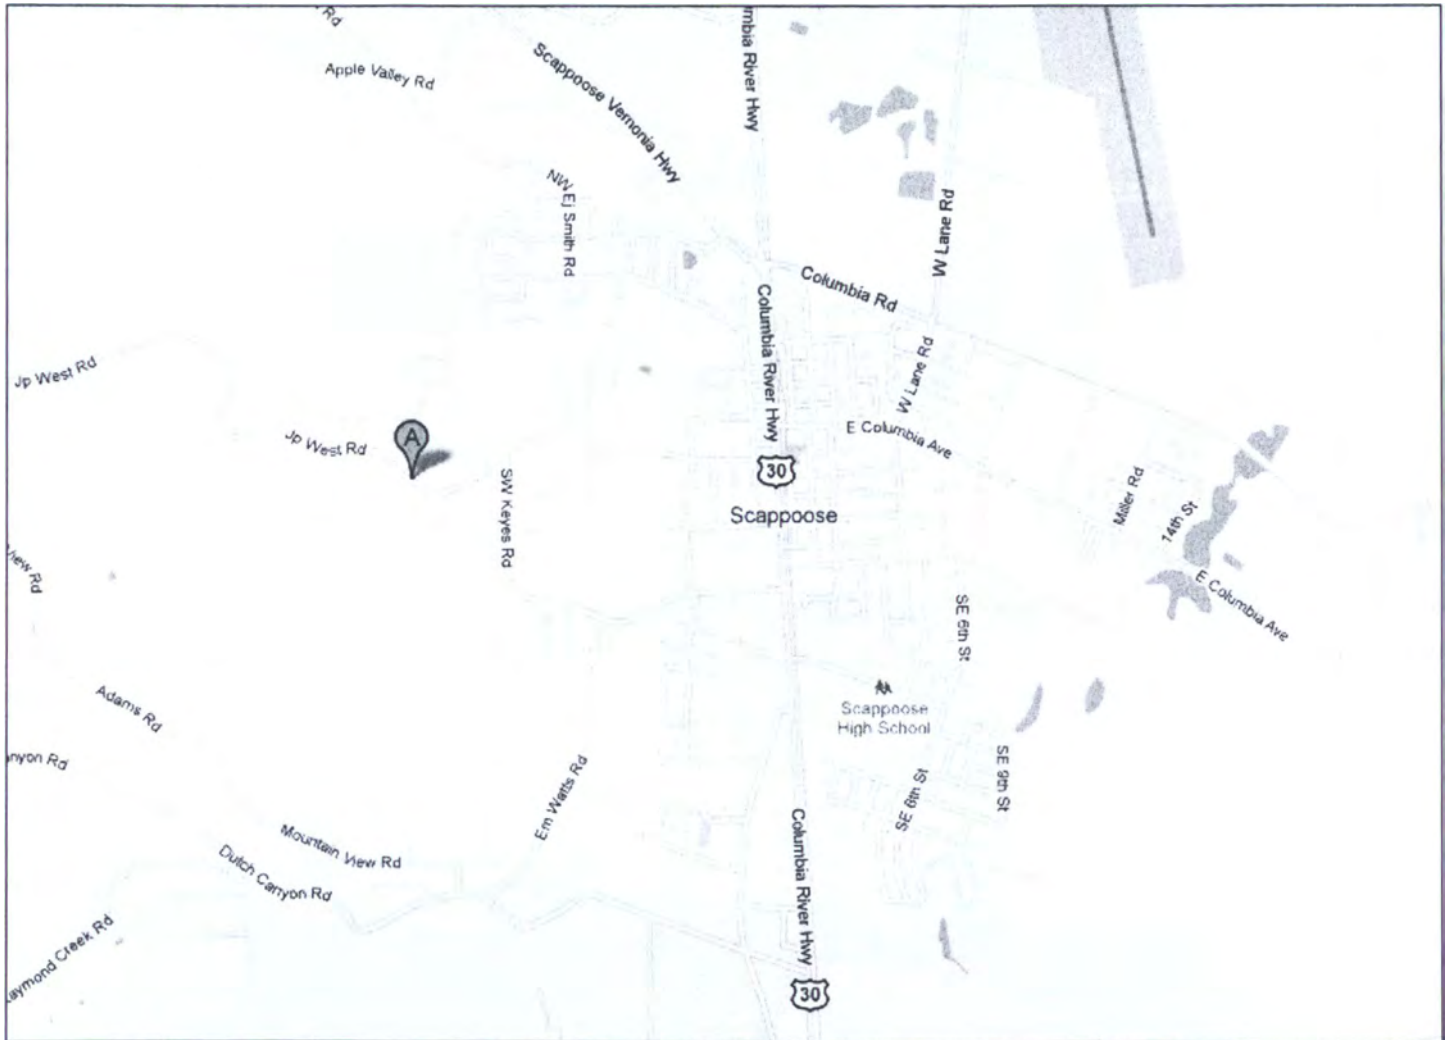 Rd
Apple Valley Rd
Scappoose Vernonia Hwy
mbia River Hwy
NW Ej Smith Rd
W Lane Rd
Columbia Rd
Columbia River Hwy
Jp West Rd
W Lane Rd
Jp West Rd
A
E Columbia Ave
30
SW Keyes Rd
Scappoose
Miller Rd
14th St
View Rd
E Columbia Ave
SE 6th St
Adams Rd
Scappoose
High School
nyon Rd
SE 9th St
Em Watts Rd
SE 6th St
Mountain View Rd
Columbia River Hwy
Dutch Canyon Rd
Raymond Creek Rd
30